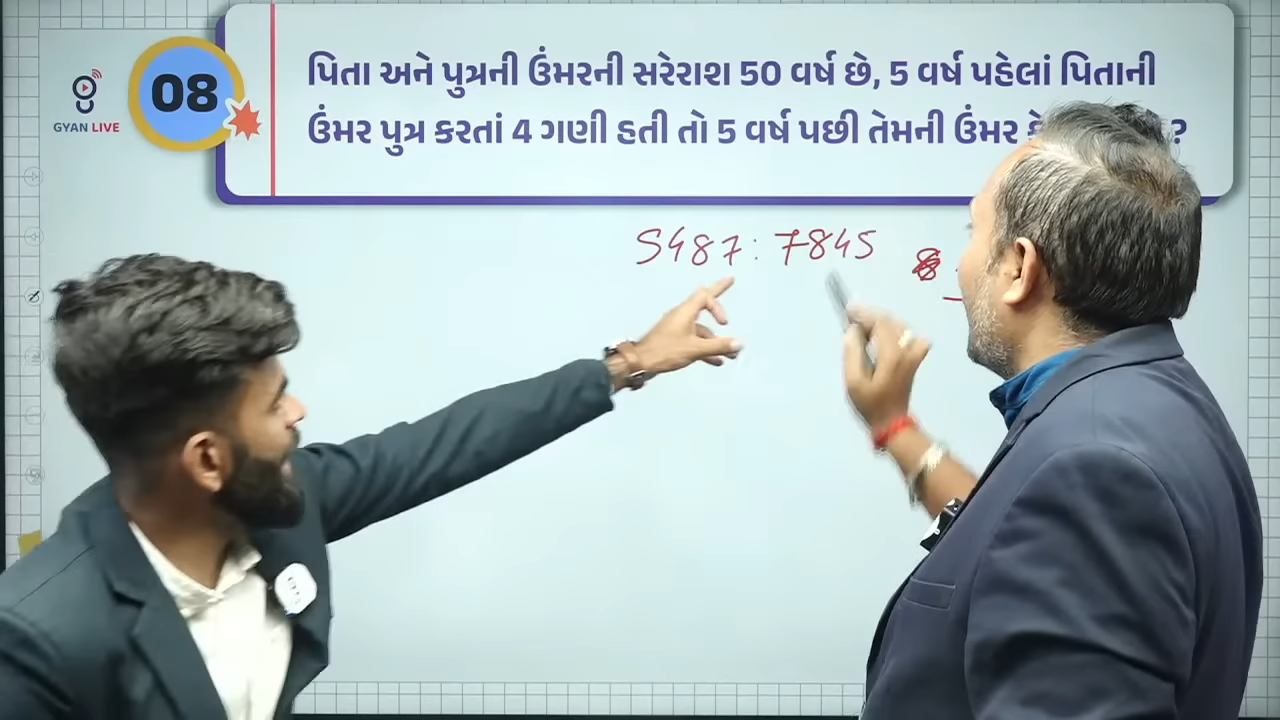 08
GYAN LIVE
પિતા અને પુત્રની ઉંમરની સરેરાશ 50 વર્ષ છે, 5 વર્ષ પહેલાં પિતાની
ઉંમર પુત્ર કરતાં 4 ગણી હતી તો 5 વર્ષ પછી તેમની ઉંમર ?
5487 : 7845